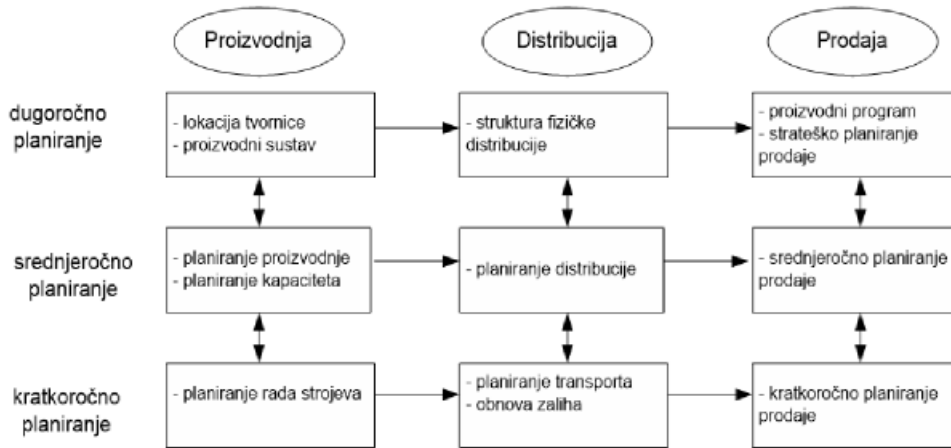 Proizvodnja
Distribucija
Prodaja
dugoročno
planiranje
- lokacija tvornice
- proizvodni sustav
- struktura fizičke
distribucije
- proizvodni program
- strateško planiranje
prodaje
srednjeročno
planiranje
- planiranje proizvodnje
- planiranje kapaciteta
- planiranje distribucije
- srednjeročno planiranje
prodaje
kratkoročno
planiranje
- planiranje rada strojeva
- planiranje transporta
- obnova zaliha
- kratkoročno planiranje
prodaje